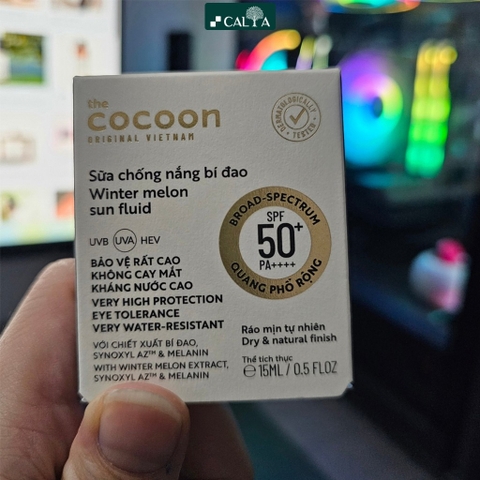 CALYA
the
cocoon
ORIGINAL VIETNAM
DERMATOLOGICALLY
TESTED
Sữa chống nắng bí đao
Winter melon
sun fluid
UVB UVA HEV
BROAD-SPECTRUM
SPF
50+
PA++++
QUANG PHỔ RỘNG
BẢO VỆ RẤT CAO
KHÔNG CAY MẮT
KHÁNG NƯỚC CAO
VERY HIGH PROTECTION
EYE TOLERANCE
VERY WATER-RESISTANT
VỚI CHIẾT XUẤT BÍ ĐAO,
SYNOXYL AZ™ & MELANIN
WITH WINTER MELON EXTRACT,
SYNOXYL AZ™ & MELANIN
Ráo mịn tự nhiên
Dry & natural finish
Thể tích thực
℮ 15ML / 0.5 FL OZ